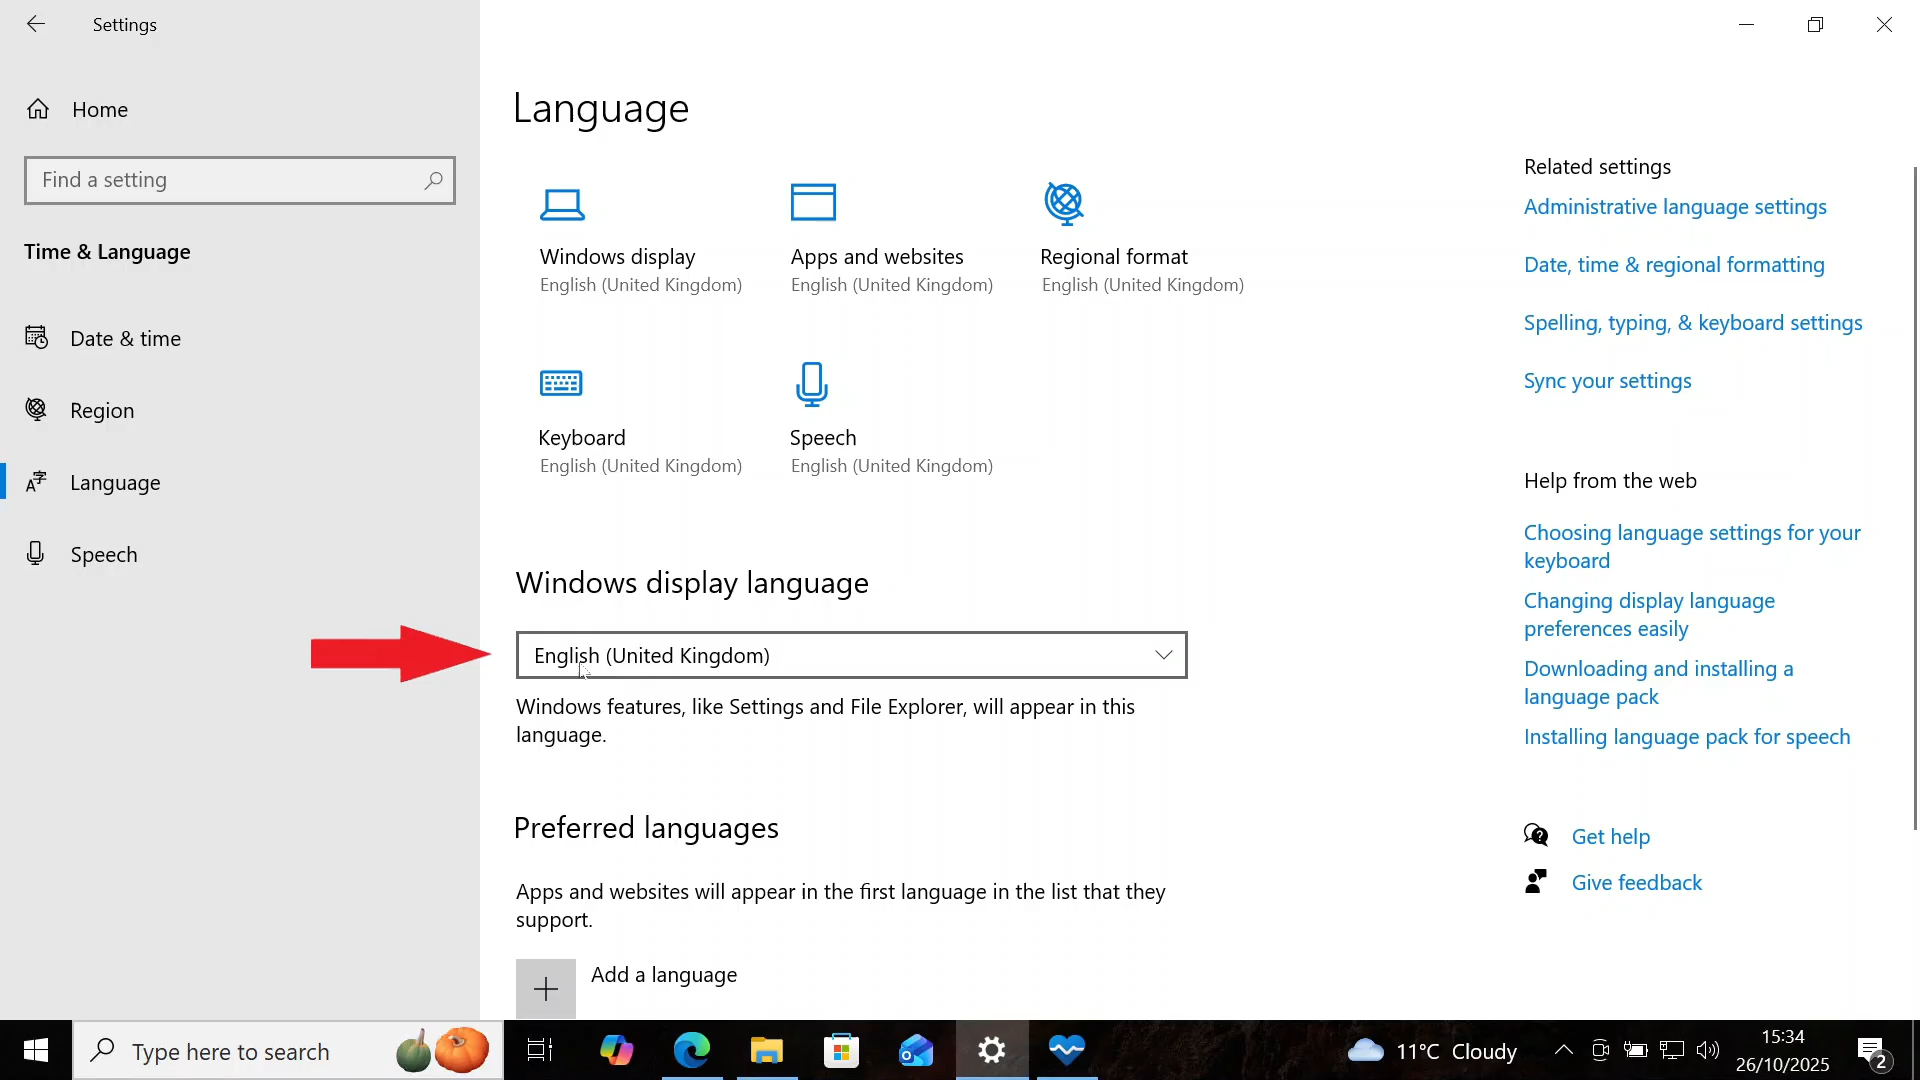 Settings
Home
Find a setting
Time & Language
Date & time
Region
Language
Speech
Language
Windows display
English (United Kingdom)
Apps and websites
English (United Kingdom)
Regional format
English (United Kingdom)
Keyboard
English (United Kingdom)
Speech
English (United Kingdom)
Windows display language
English (United Kingdom)
Windows features, like Settings and File Explorer, will appear in this
language.
Preferred languages
Apps and websites will appear in the first language in the list that they
support.
Add a language
Related settings
Administrative language settings
Date, time & regional formatting
Spelling, typing, & keyboard settings
Sync your settings
Help from the web
Choosing language settings for your
keyboard
Changing display language
preferences easily
Downloading and installing a
language pack
Installing language pack for speech
Get help
Give feedback
Type here to search
11°C Cloudy
15:34
26/10/2025
2